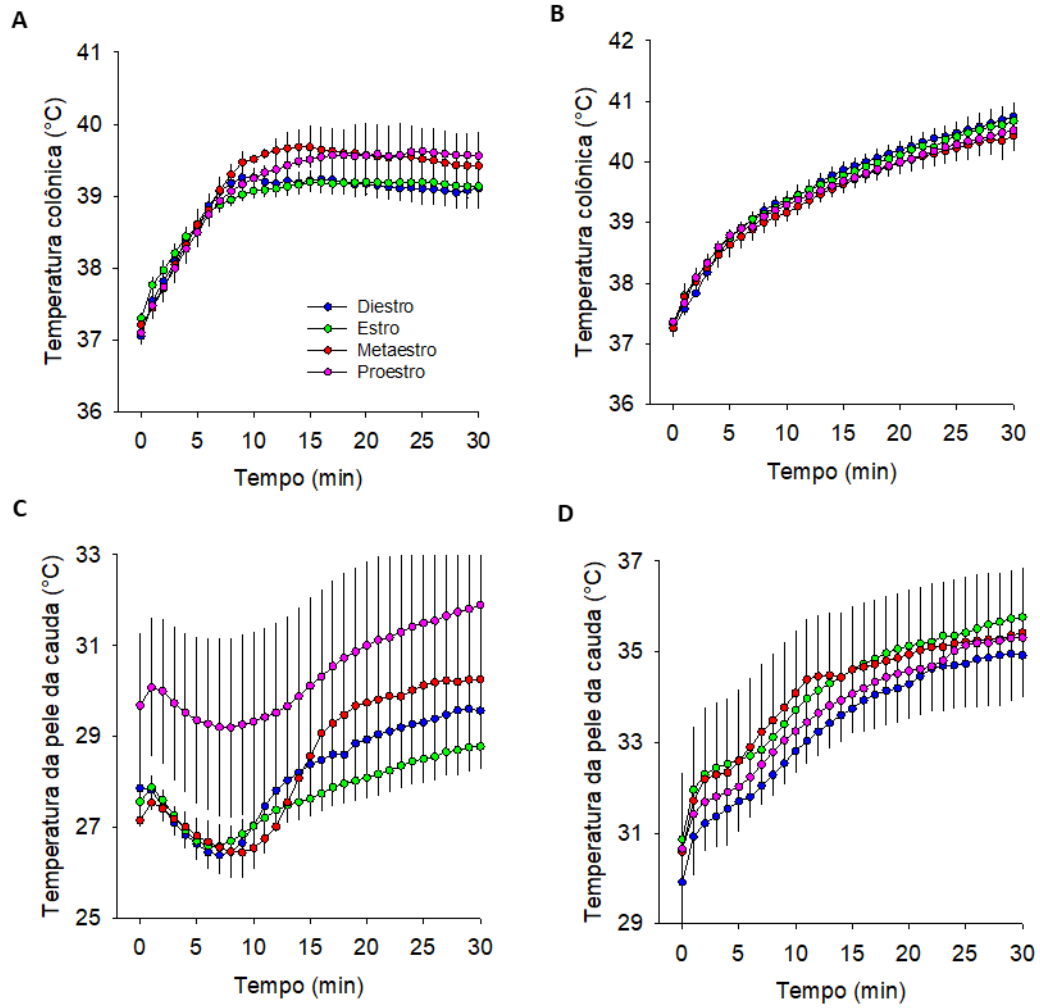 A
Temperatura colônica (°C)
41
40
39
38
37
36
0 5 10 15 20 25 30
Tempo (min)
Diestro
Estro
Metaestro
Proestro
B
Temperatura colônica (°C)
42
41
40
39
38
37
36
0 5 10 15 20 25 30
Tempo (min)
C
Temperatura da pele da cauda (°C)
33
31
29
27
25
0 5 10 15 20 25 30
Tempo (min)
D
Temperatura da pele da cauda (°C)
37
35
33
31
29
0 5 10 15 20 25 30
Tempo (min)